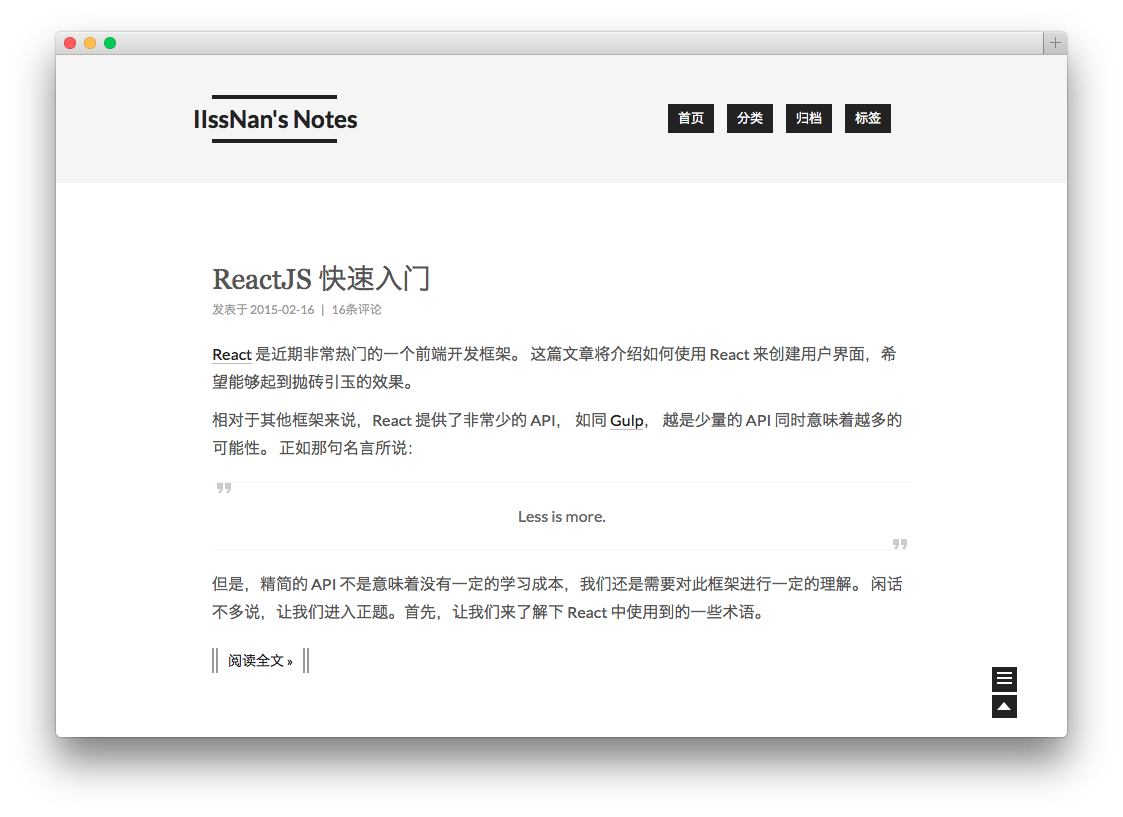 IIssNan's Notes
首页 分类 归档 标签
ReactJS 快速入门
发表于 2015-02-16 | 16条评论
React 是近期非常热门的一个前端开发框架。 这篇文章将介绍如何使用 React 来创建用户界面，希
望能够起到抛砖引玉的效果。
相对于其他框架来说，React 提供了非常少的 API， 如同 Gulp， 越是少量的 API 同时意味着越多的
可能性。 正如那句名言所说：
Less is more.
但是，精简的 API 不是意味着没有一定的学习成本，我们还是需要对此框架进行一定的理解。 闲话
不多说，让我们进入正题。首先，让我们来了解下 React 中使用到的一些术语。
阅读全文 »